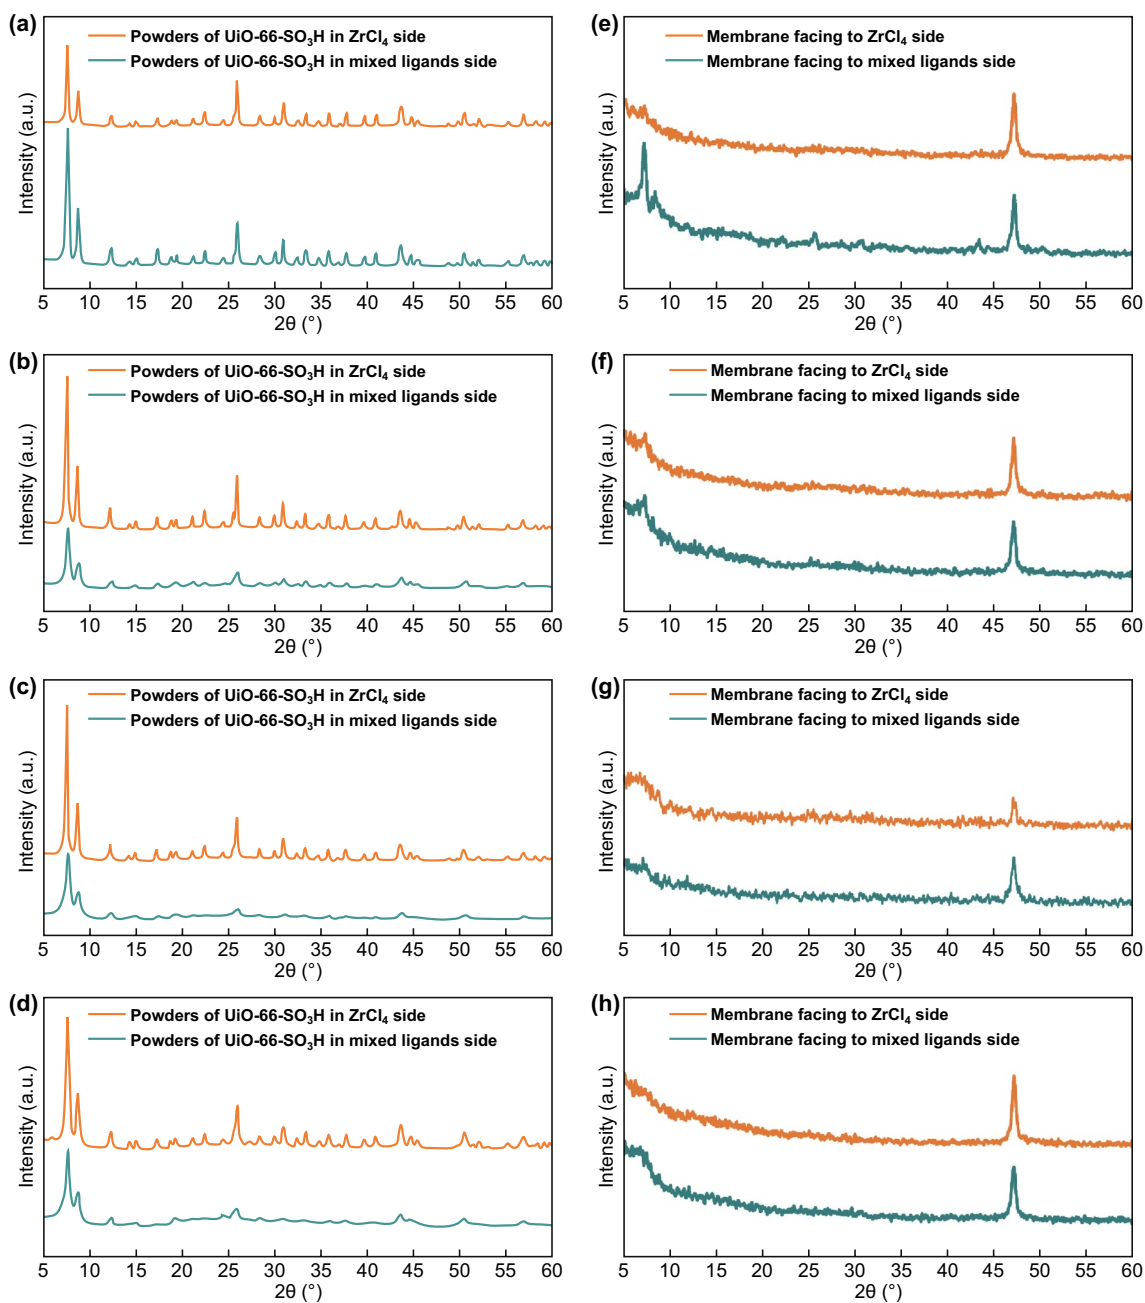 (a)
Powders of UiO-66-SO₃H in ZrCl₄ side
Powders of UiO-66-SO₃H in mixed ligands side
Intensity (a.u.)
5 10 15 20 21 25 30 35 40 45 50 55 60
2θ (°)
(e)
Membrane facing to ZrCl₄ side
Membrane facing to mixed ligands side
Intensity (a.u.)
5 10 15 20 25 30 35 40 45 50 55 60
2θ (°)
(b)
Powders of UiO-66-SO₃H in ZrCl₄ side
Powders of UiO-66-SO₃H in mixed ligands side
Intensity (a.u.)
5 10 15 21 25 30 35 40 45 50 55 60
2θ (°)
(f)
Membrane facing to ZrCl₄ side
Membrane facing to mixed ligands side
Intensity (a.u.)
5 10 15 20 25 30 35 40 45 50 55 60
2θ (°)
(c)
Powders of UiO-66-SO₃H in ZrCl₄ side
Powders of UiO-66-SO₃H in mixed ligands side
Intensity (a.u.)
5 10 15 21 25 30 35 40 45 50 55 60
2θ (°)
(g)
Membrane facing to ZrCl₄ side
Membrane facing to mixed ligands side
Intensity (a.u.)
5 10 15 20 25 30 35 40 45 50 55 60
2θ (°)
(d)
Powders of UiO-66-SO₃H in ZrCl₄ side
Powders of UiO-66-SO₃H in mixed ligands side
Intensity (a.u.)
5 10 15 21 25 30 35 40 45 50 55 60
2θ (°)
(h)
Membrane facing to ZrCl₄ side
Membrane facing to mixed ligands side
Intensity (a.u.)
5 10 15 20 25 30 35 40 45 50 55 60
2θ (°)